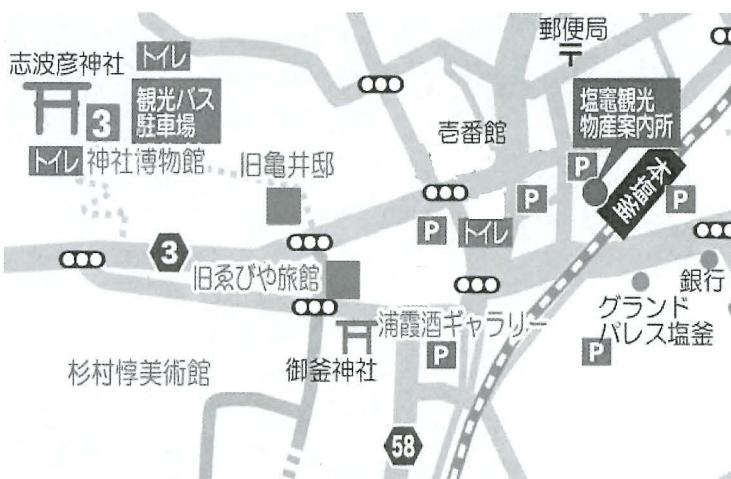 郵便局
志波彦神社
トイレ
観光バス
駐車場
3
塩竈観光
物産案内所
壱番館
トイレ
神社博物館
旧亀井邸
P
P
P
P
本塩釜
トイレ
3
旧ゑびや旅館
銀行
グランド
パレス塩釜
浦霞酒ギャラリー
御釜神社
P
P
杉村惇美術館
58